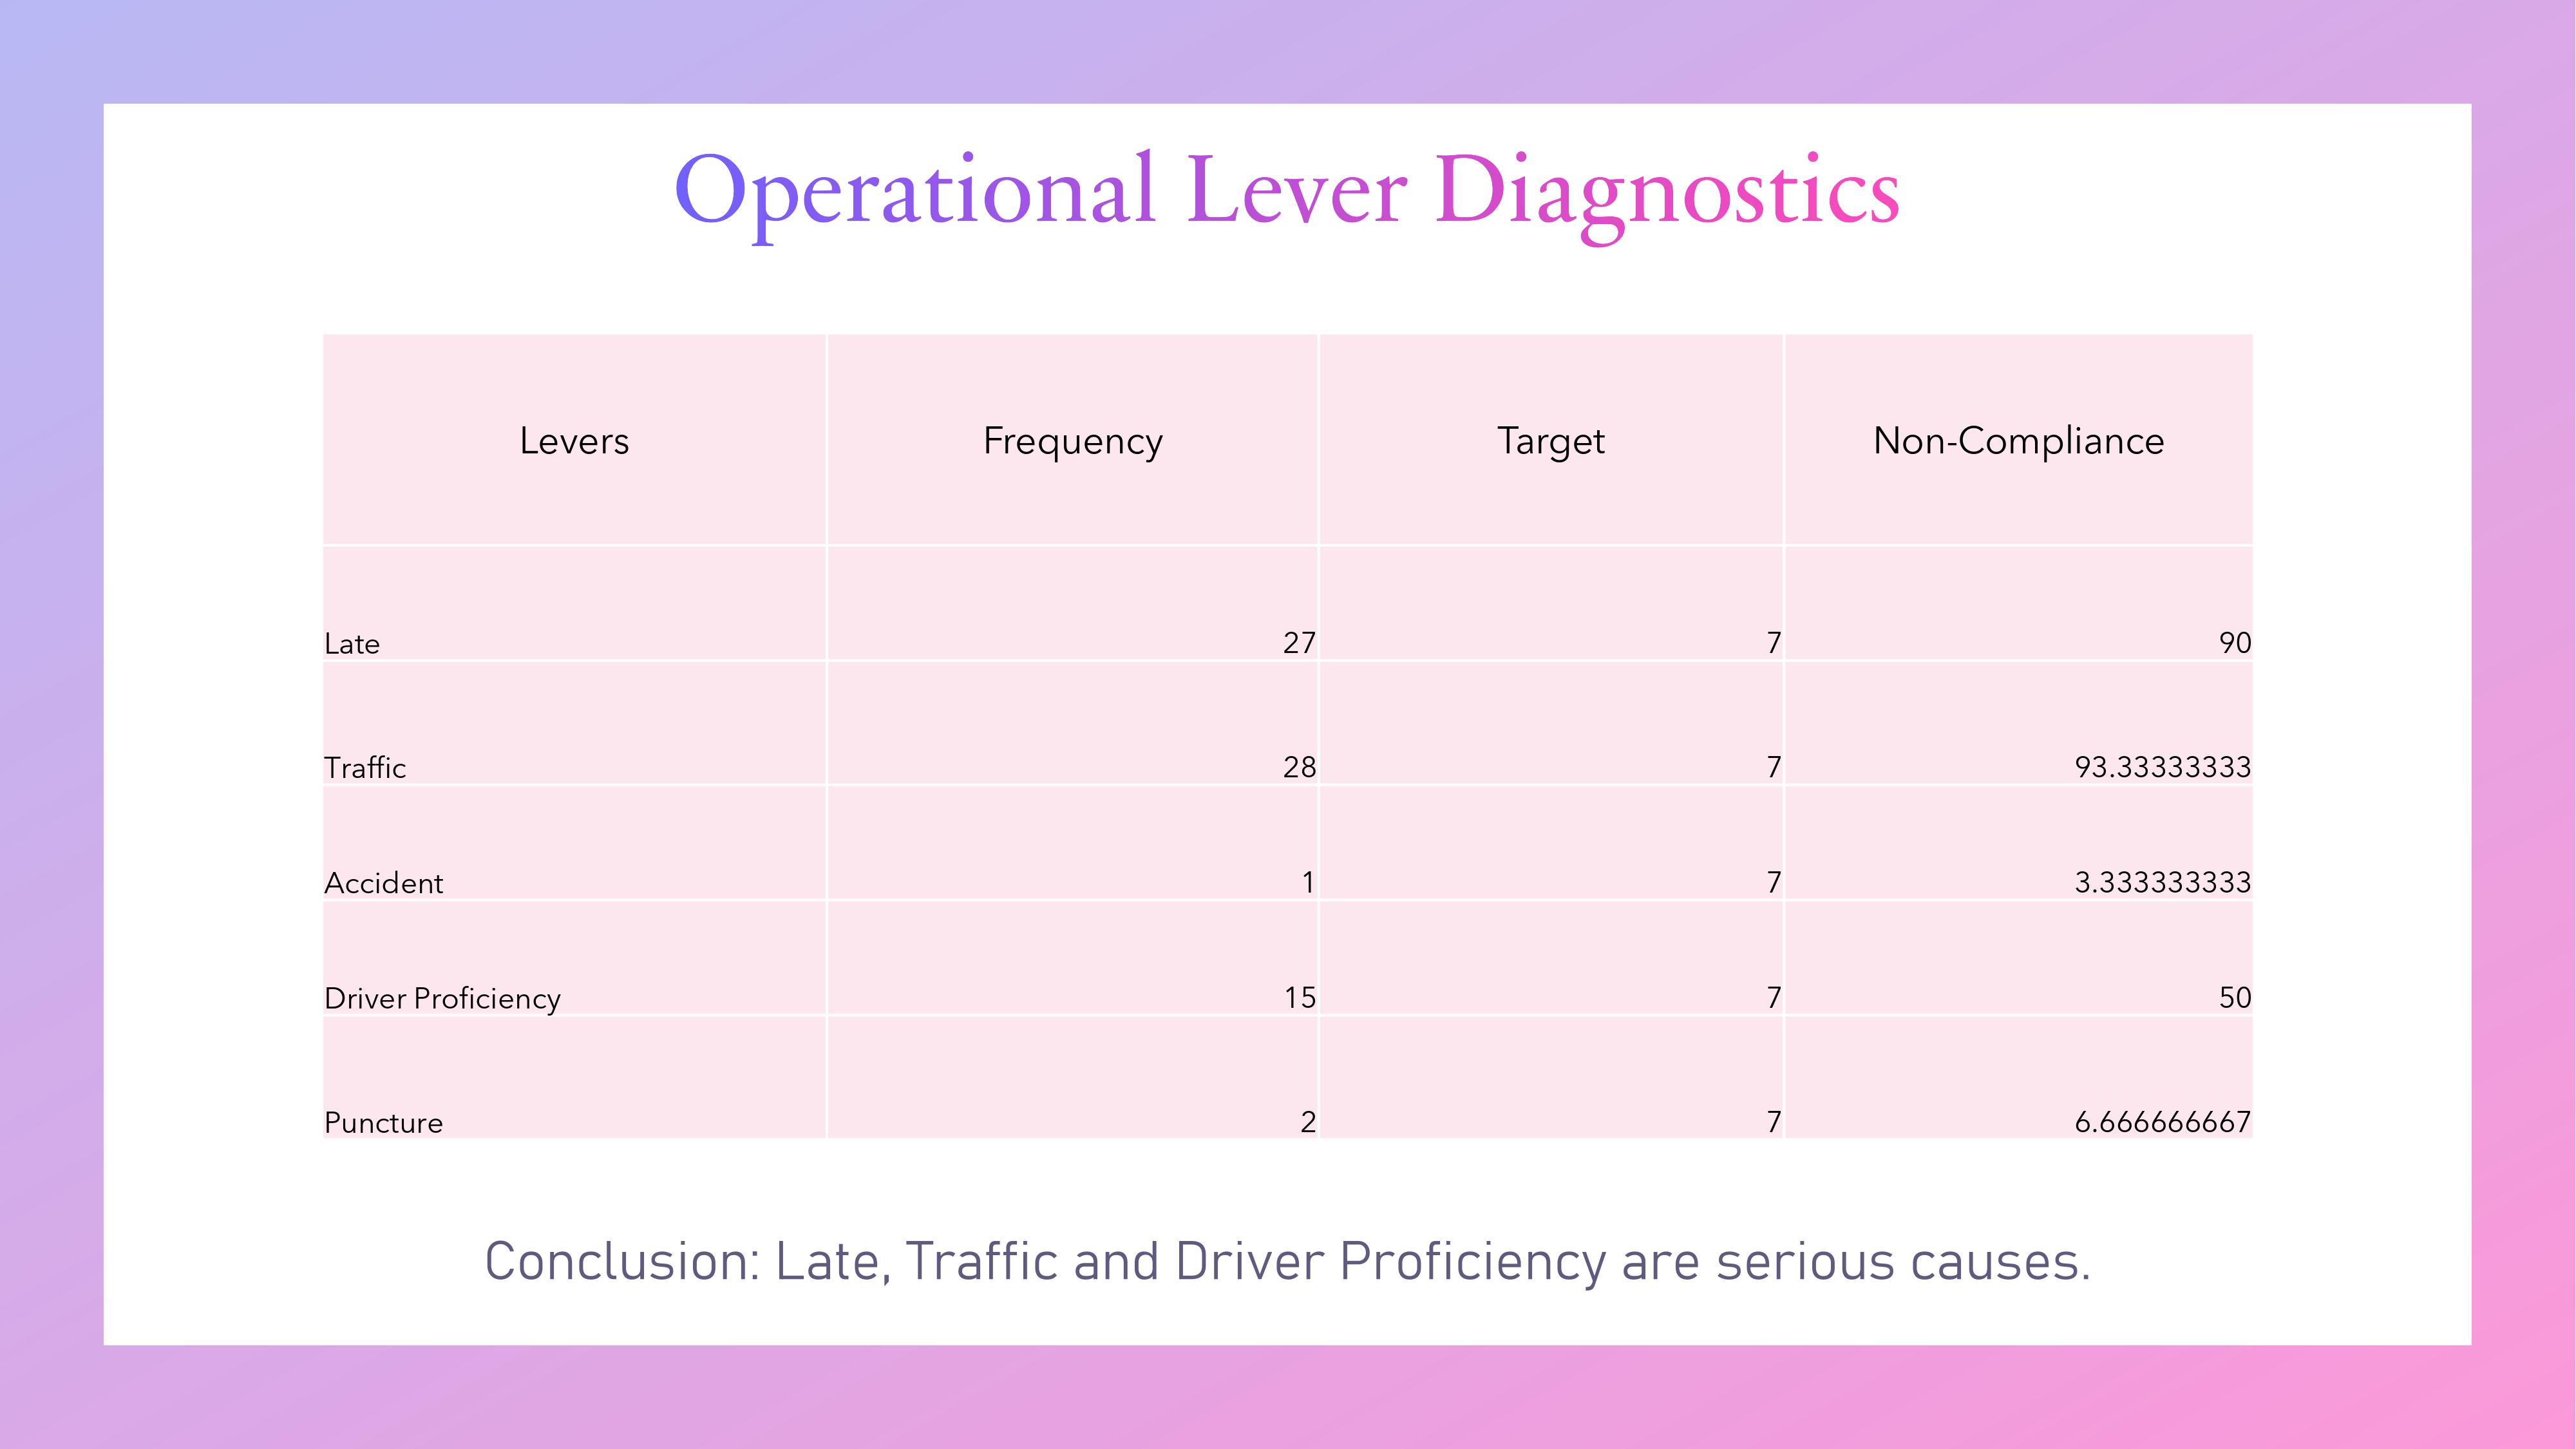 Operational Lever Diagnostics
Levers Frequency Target Non-Compliance
Late 27 7 90
Traffic 28 7 93.33333333
Accident 1 7 3.333333333
Driver Proficiency 15 7 50
Puncture 2 7 6.666666667
Conclusion: Late, Traffic and Driver Proficiency are serious causes.